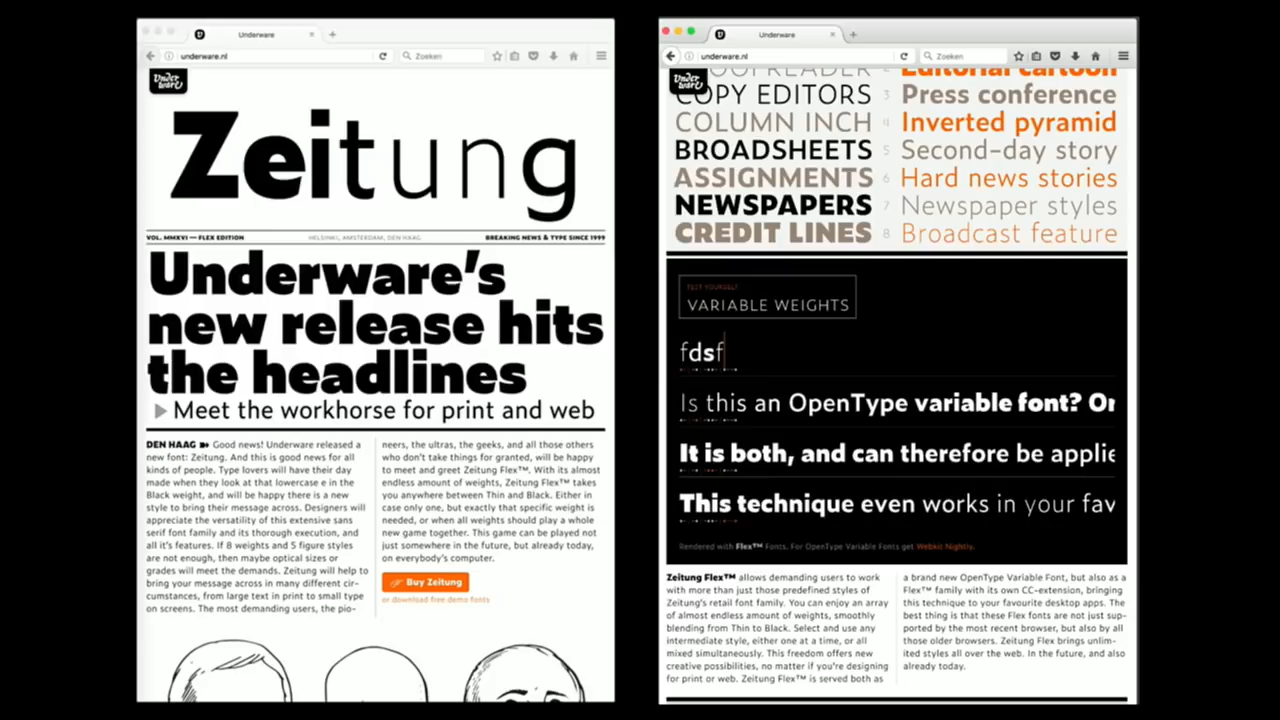 Underware
underware.nl
Zoeken
Under
ware
Zeitung
VOL. MMXVI — FLEX EDITION
HELSINKI, AMSTERDAM, DEN HAAG
BREAKING NEWS & TYPE SINCE 1999
Underware's
new release hits
the headlines
Meet the workhorse for print and web
DEN HAAG Good news! Underware released a
new font: Zeitung. And this is good news for all
kinds of people. Type lovers will have their day
made when they look at that lowercase e in the
Black weight, and will be happy there is a new
style to bring their message across. Designers will
appreciate the versatility of this extensive sans
serif font family and its thorough execution, and
all it's features. If 8 weights and 5 figure styles
are not enough, then maybe optical sizes or
grades will meet the demands. Zeitung will help to
bring your message across in many different cir-
cumstances, from large text in print to small type
on screens. The most demanding users, the pio-
neers, the ultras, the geeks, and all those others
who don't take things for granted, will be happy
to meet and greet Zeitung Flex™. With its almost
endless amount of weights, Zeitung Flex™ takes
you anywhere between Thin and Black. Either in
case only one, but exactly that specific weight is
needed, or when all weights should play a whole
new game together. This game can be played not
just somewhere in the future, but already today,
on everybody's computer.
Buy Zeitung
or download free demo fonts
Underware
underware.nl
Zoeken
Under
ware
PROOFREADER 2 Editorial cartoon
COPY EDITORS 3 Press conference
COLUMN INCH 4 Inverted pyramid
BROADSHEETS 5 Second-day story
ASSIGNMENTS 6 Hard news stories
NEWSPAPERS 7 Newspaper styles
CREDIT LINES 8 Broadcast feature
TEST YOURSELF
VARIABLE WEIGHTS
fdsf
Is this an OpenType variable font? Or
It is both, and can therefore be applie
This technique even works in your fav
Rendered with Flex™ Fonts. For OpenType Variable Fonts get Webkit Nightly.
Zeitung Flex™ allows demanding users to work
with more than just those predefined styles of
Zeitung's retail font family. You can enjoy an array
of almost endless amount of weights, smoothly
blending from Thin to Black. Select and use any
intermediate style, either one at a time, or all
mixed simultaneously. This freedom offers new
creative possibilities, no matter if you're designing
for print or web. Zeitung Flex™ is served both as
a brand new OpenType Variable Font, but also as a
Flex™ family with its own CC-extension, bringing
this technique to your favourite desktop apps. The
best thing is that these Flex fonts are not just sup-
ported by the most recent browser, but also by all
those older browsers. Zeitung Flex brings unlim-
ited styles all over the web. In the future, and also
already today.